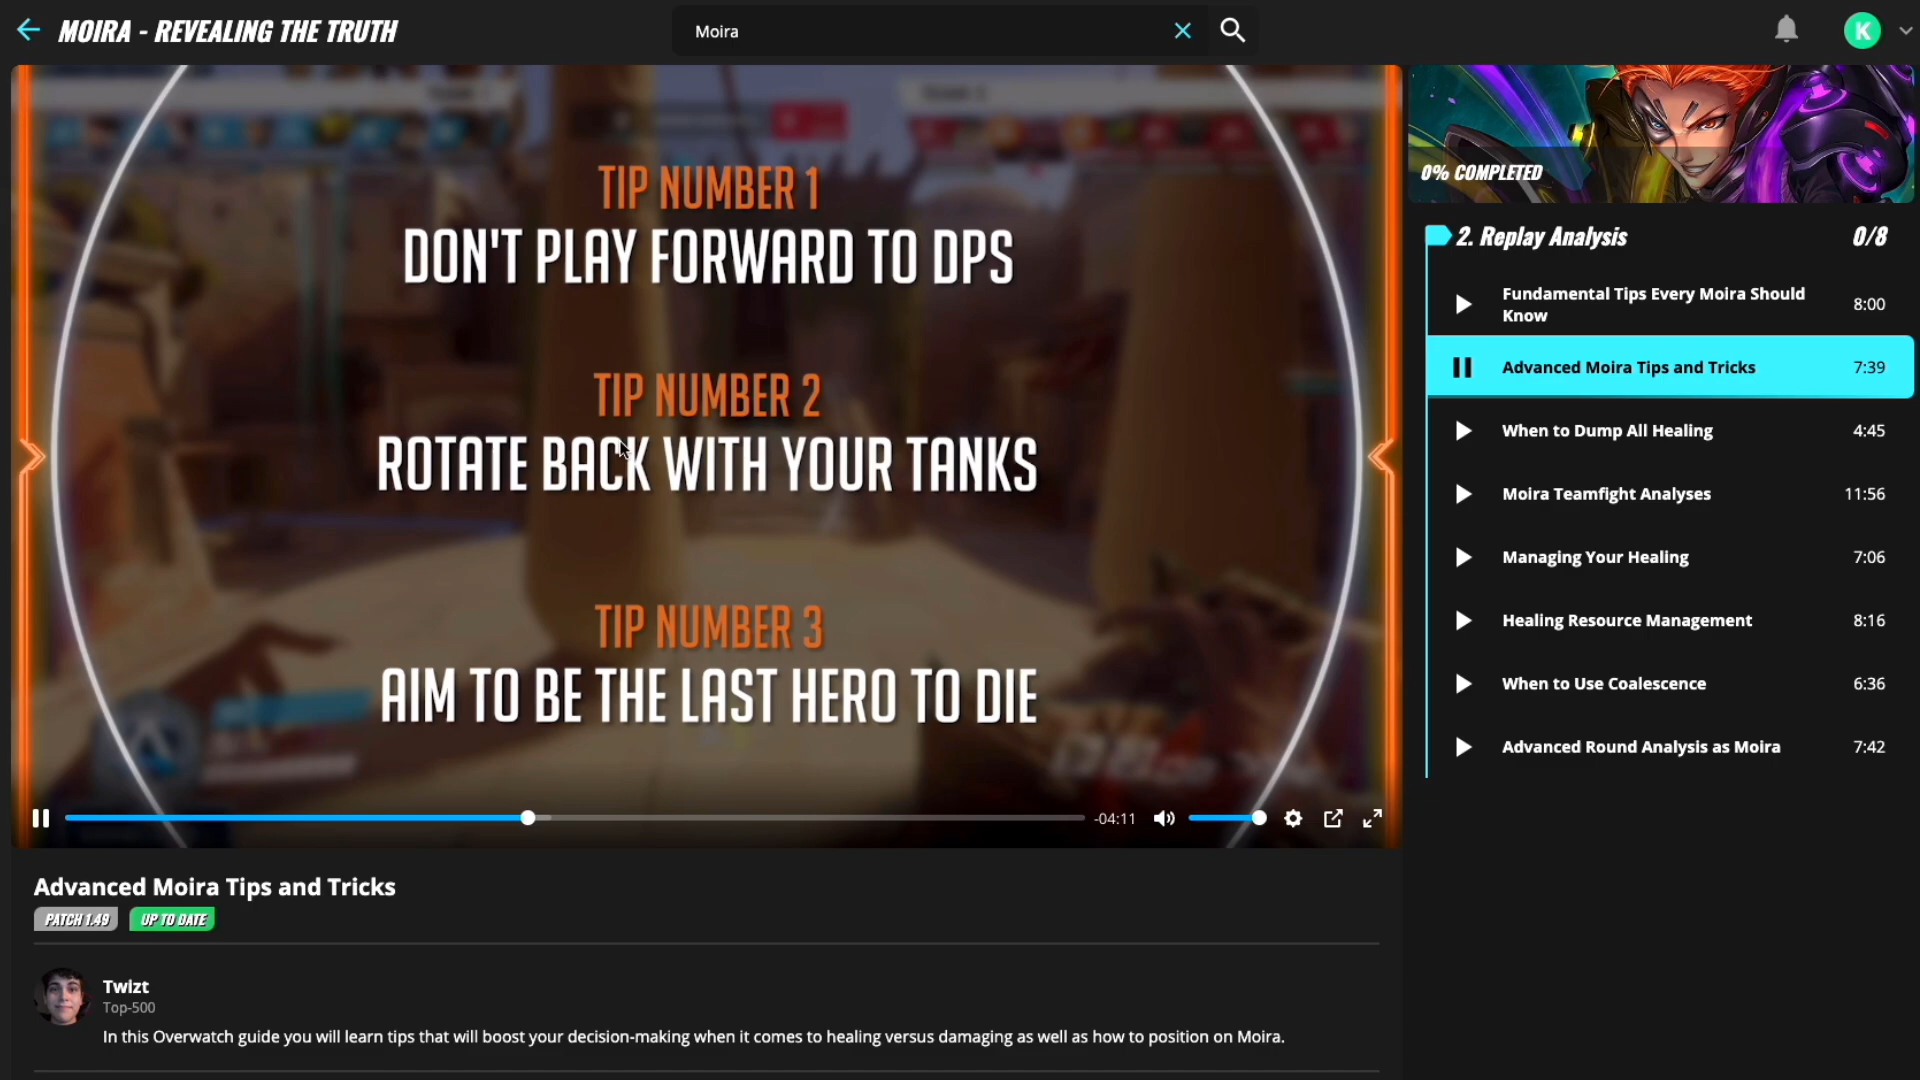 MOIRA - REVEALING THE TRUTH
Moira
K
TIP NUMBER 1
DON'T PLAY FORWARD TO DPS
TIP NUMBER 2
ROTATE BACK WITH YOUR TANKS
TIP NUMBER 3
AIM TO BE THE LAST HERO TO DIE
-04:11
0% COMPLETED
2. Replay Analysis 0/8
Fundamental Tips Every Moira Should
Know
8:00
Advanced Moira Tips and Tricks 7:39
When to Dump All Healing 4:45
Moira Teamfight Analyses 11:56
Managing Your Healing 7:06
Healing Resource Management 8:16
When to Use Coalescence 6:36
Advanced Round Analysis as Moira 7:42
Advanced Moira Tips and Tricks
PATCH 1.49 UP TO DATE
Twizt
Top-500
In this Overwatch guide you will learn tips that will boost your decision-making when it comes to healing versus damaging as well as how to position on Moira.